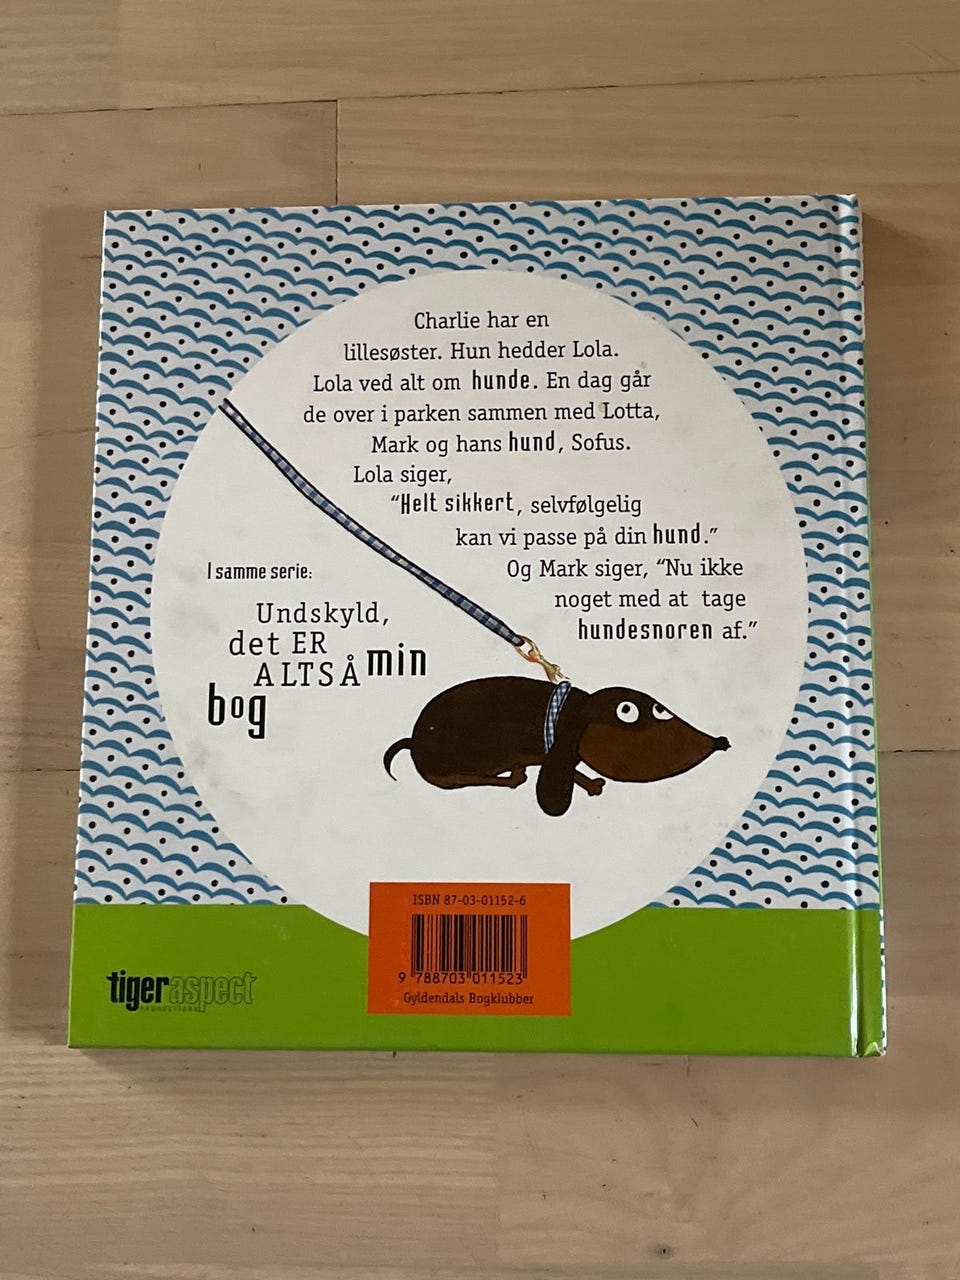 Charlie har en
lillesøster. Hun hedder Lola.
Lola ved alt om hunde. En dag går
de over i parken sammen med Lotta,
Mark og hans hund, Sofus.
Lola siger,
“Helt sikkert, selvfølgelig
kan vi passe på din hund.”
Og Mark siger, “Nu ikke
noget med at tage
hundesnoren af.”
I samme serie:
Undskyld,
det ER
ALTSÅ min
bog
ISBN 87-03-01152-6
9 788703 011523
Gyldendals Bogklubber
tigeraspect
PRODUCTIONS